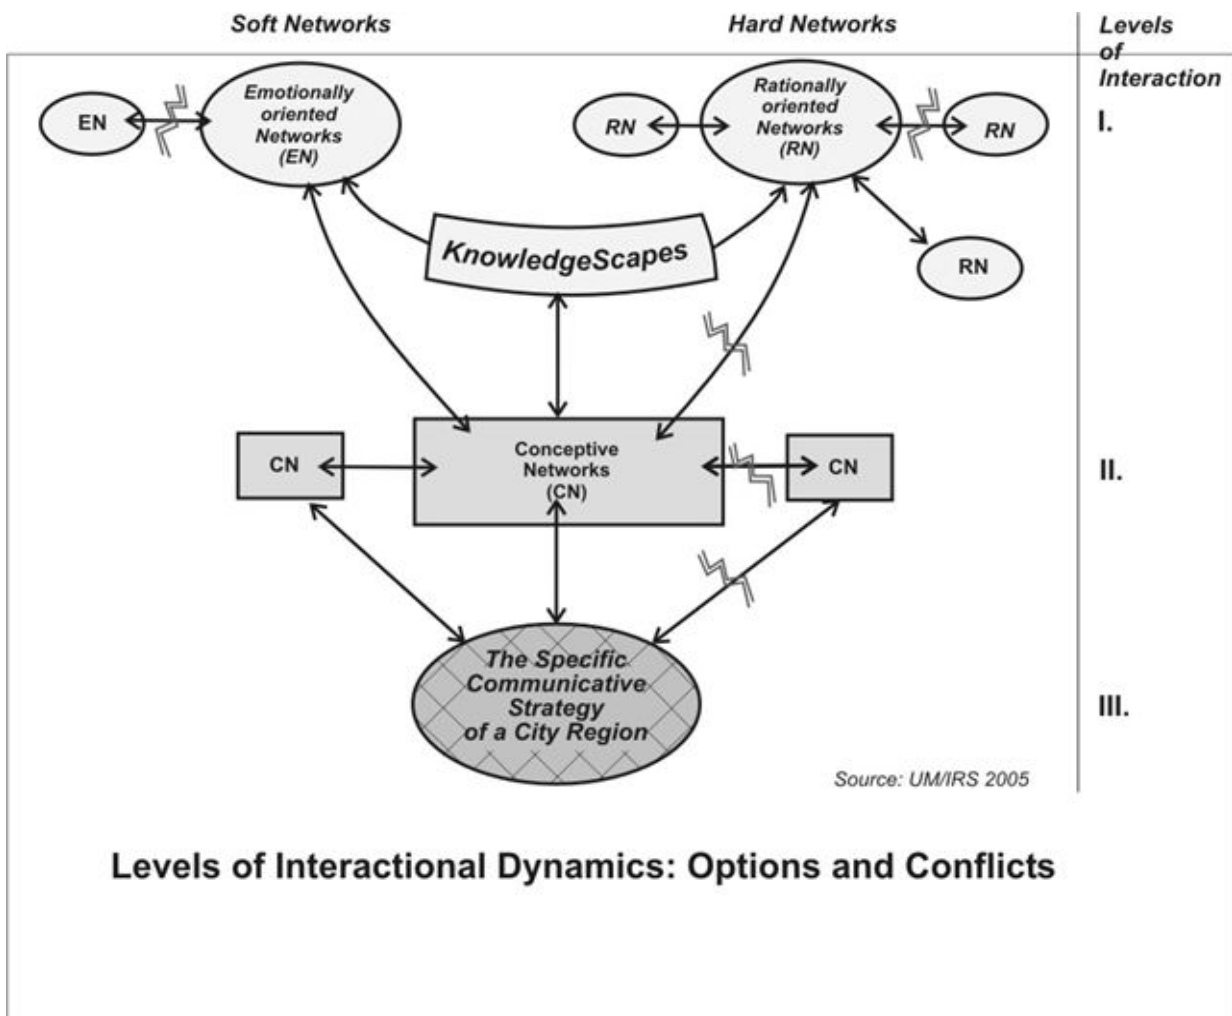 Soft Networks
Hard Networks
Levels
of
Interaction
EN
Emotionally
oriented
Networks
(EN)
RN
Rationally
oriented
Networks
(RN)
RN
I.
KnowledgeScapes
RN
CN
Conceptive
Networks
(CN)
CN
II.
The Specific
Communicative
Strategy
of a City Region
III.
Source: UM/IRS 2005
Levels of Interactional Dynamics: Options and Conflicts